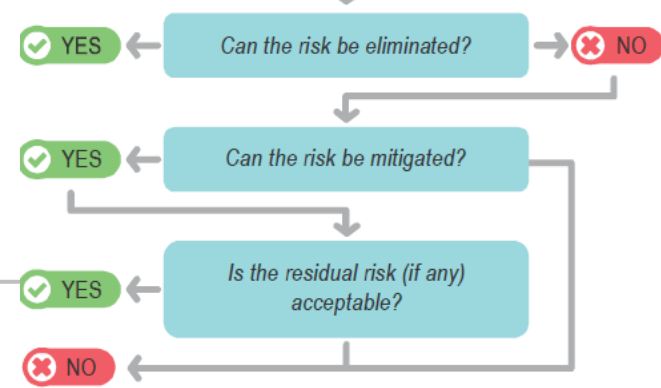 YES
Can the risk be eliminated?
NO
YES
Can the risk be mitigated?
YES
Is the residual risk (if any)
acceptable?
NO